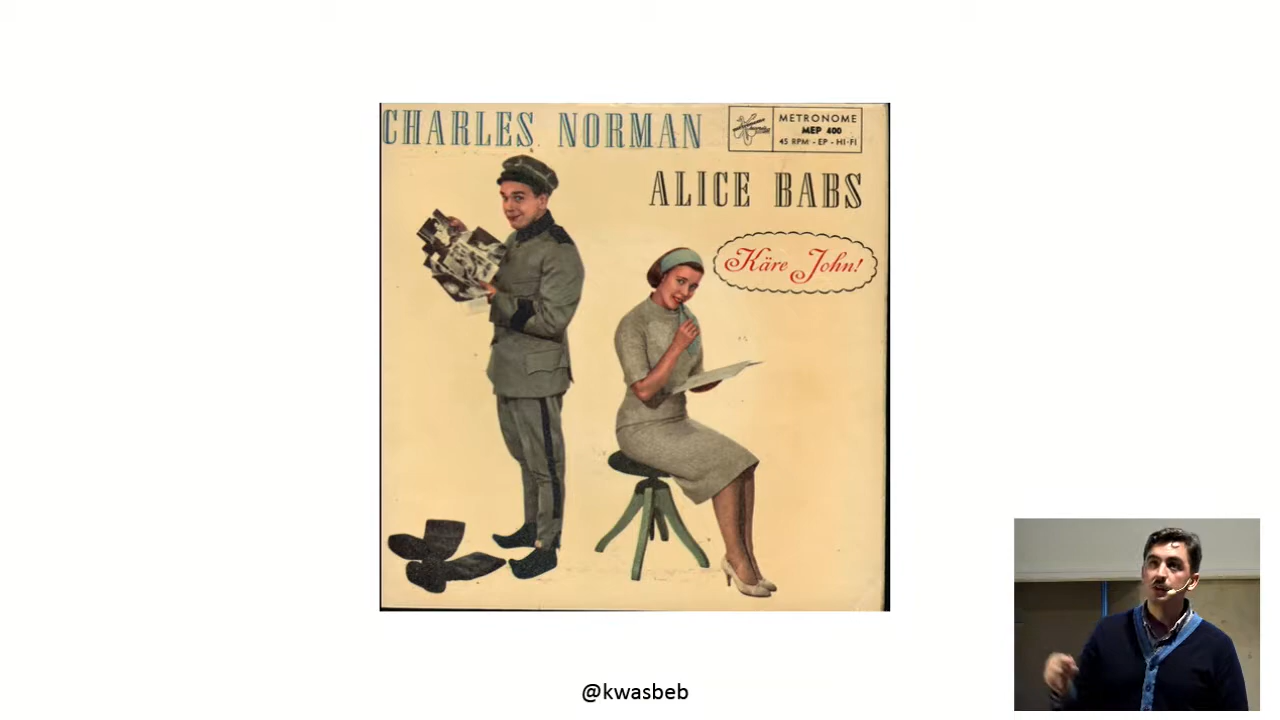 CHARLES NORMAN
METRONOME
MEP 400
45 RPM - EP - HI-FI
ALICE BABS
Käre John!
@kwasbeb